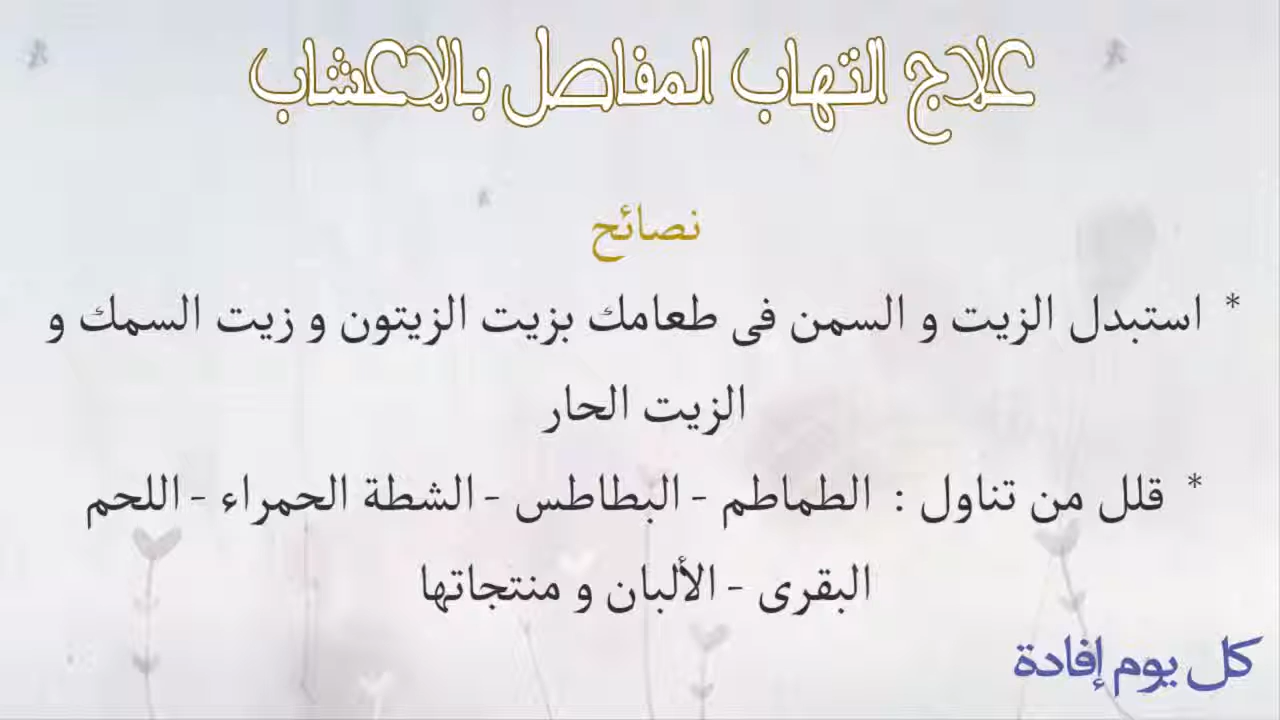 علاج التهاب المفاصل بالاعشاب
نصائح
* استبدل الزيت و السمن فى طعامك بزيت الزيتون و زيت السمك و
الزيت الحار
* قلل من تناول : الطماطم - البطاطس - الشطة الحمراء - اللحم
البقرى - الألبان و منتجاتها
كل يوم إفادة